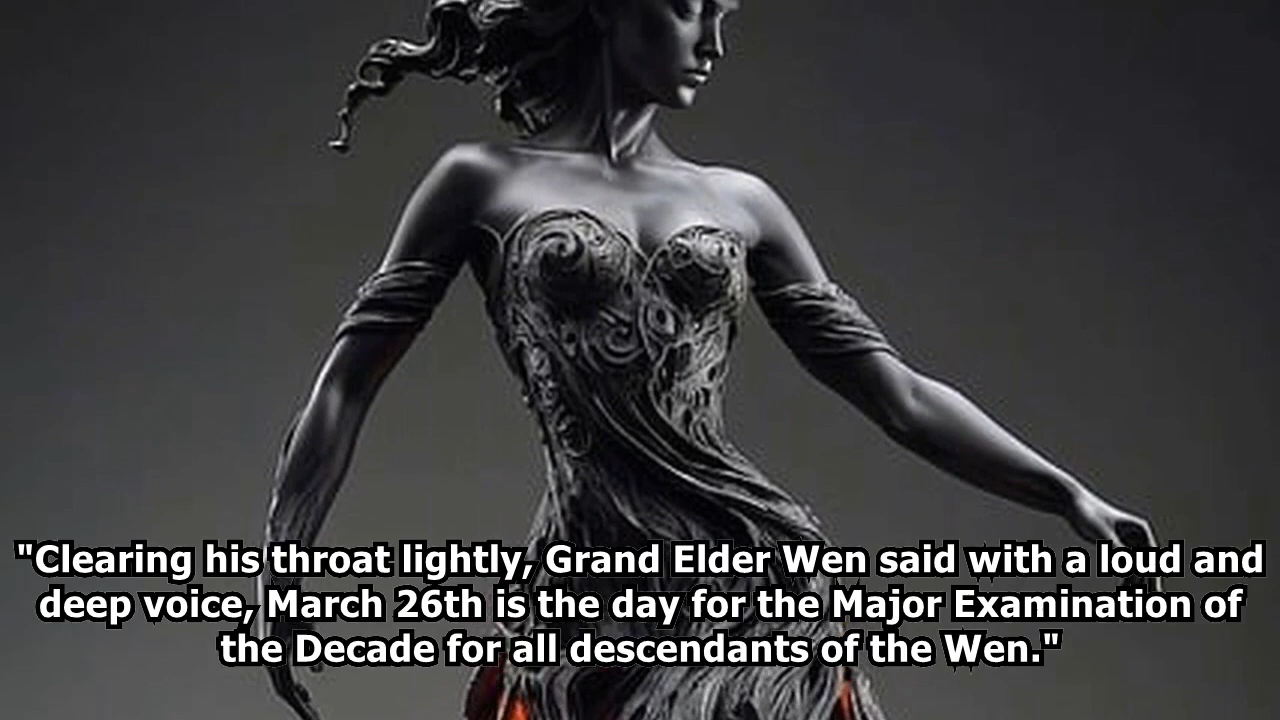 "Clearing his throat lightly, Grand Elder Wen said with a loud and
deep voice, March 26th is the day for the Major Examination of
the Decade for all descendants of the Wen."